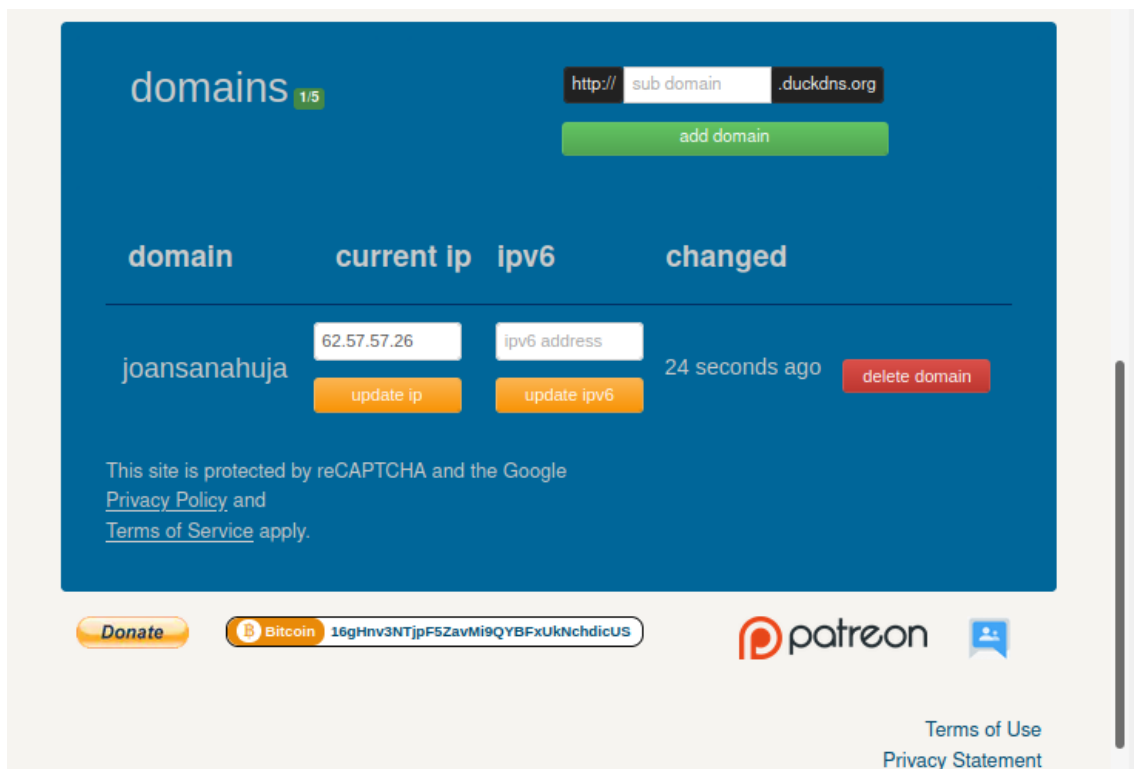 domains 1/5
http:// sub domain .duckdns.org
add domain
domain current ip ipv6 changed
62.57.57.26 ipv6 address
joansanahuja 24 seconds ago delete domain
update ip update ipv6
This site is protected by reCAPTCHA and the Google
Privacy Policy and
Terms of Service apply.
Donate Bitcoin 16gHnv3NTjpF5ZavMi9QYBFxUkNchdicUS patreon
Terms of Use
Privacy Statement